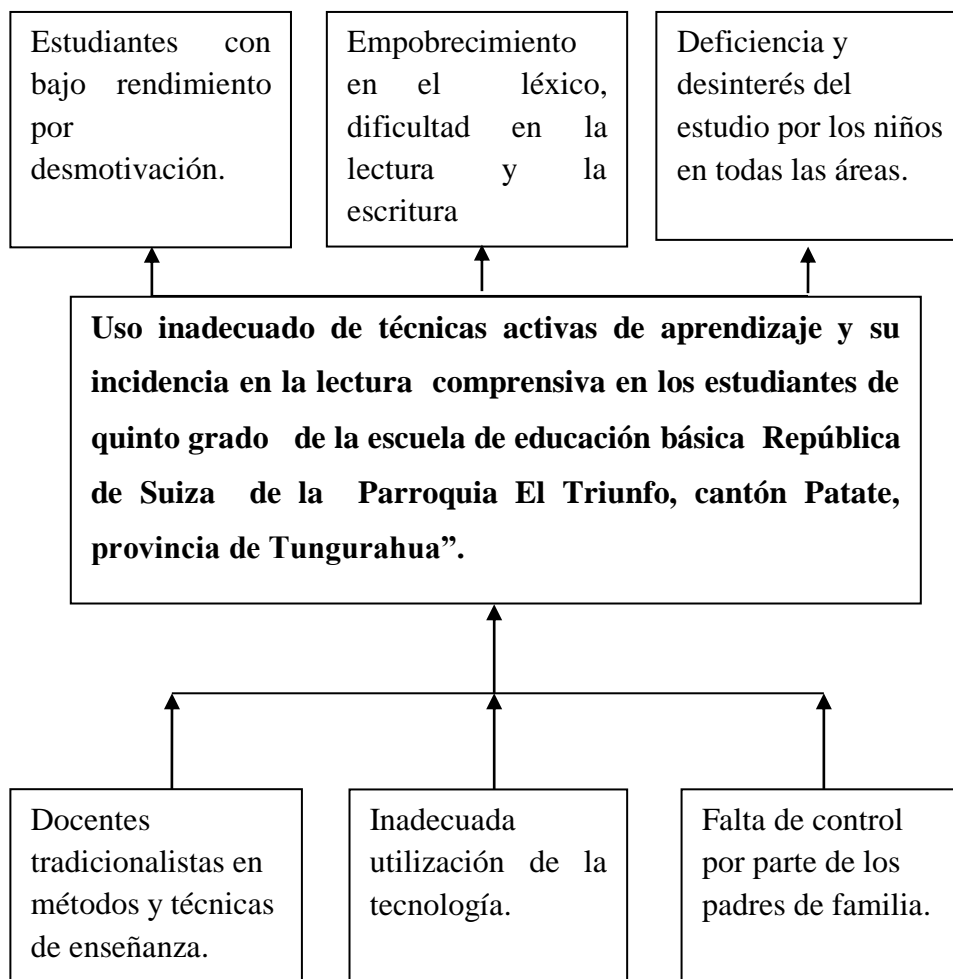 Estudiantes con
bajo rendimiento
por
desmotivación.
Empobrecimiento
en el léxico,
dificultad en la
lectura y la
escritura
Deficiencia y
desinterés del
estudio por los niños
en todas las áreas.
Uso inadecuado de técnicas activas de aprendizaje y su
incidencia en la lectura comprensiva en los estudiantes de
quinto grado de la escuela de educación básica República
de Suiza de la Parroquia El Triunfo, cantón Patate,
provincia de Tungurahua”.
Docentes
tradicionalistas en
métodos y técnicas
de enseñanza.
Inadecuada
utilización de la
tecnología.
Falta de control
por parte de los
padres de familia.